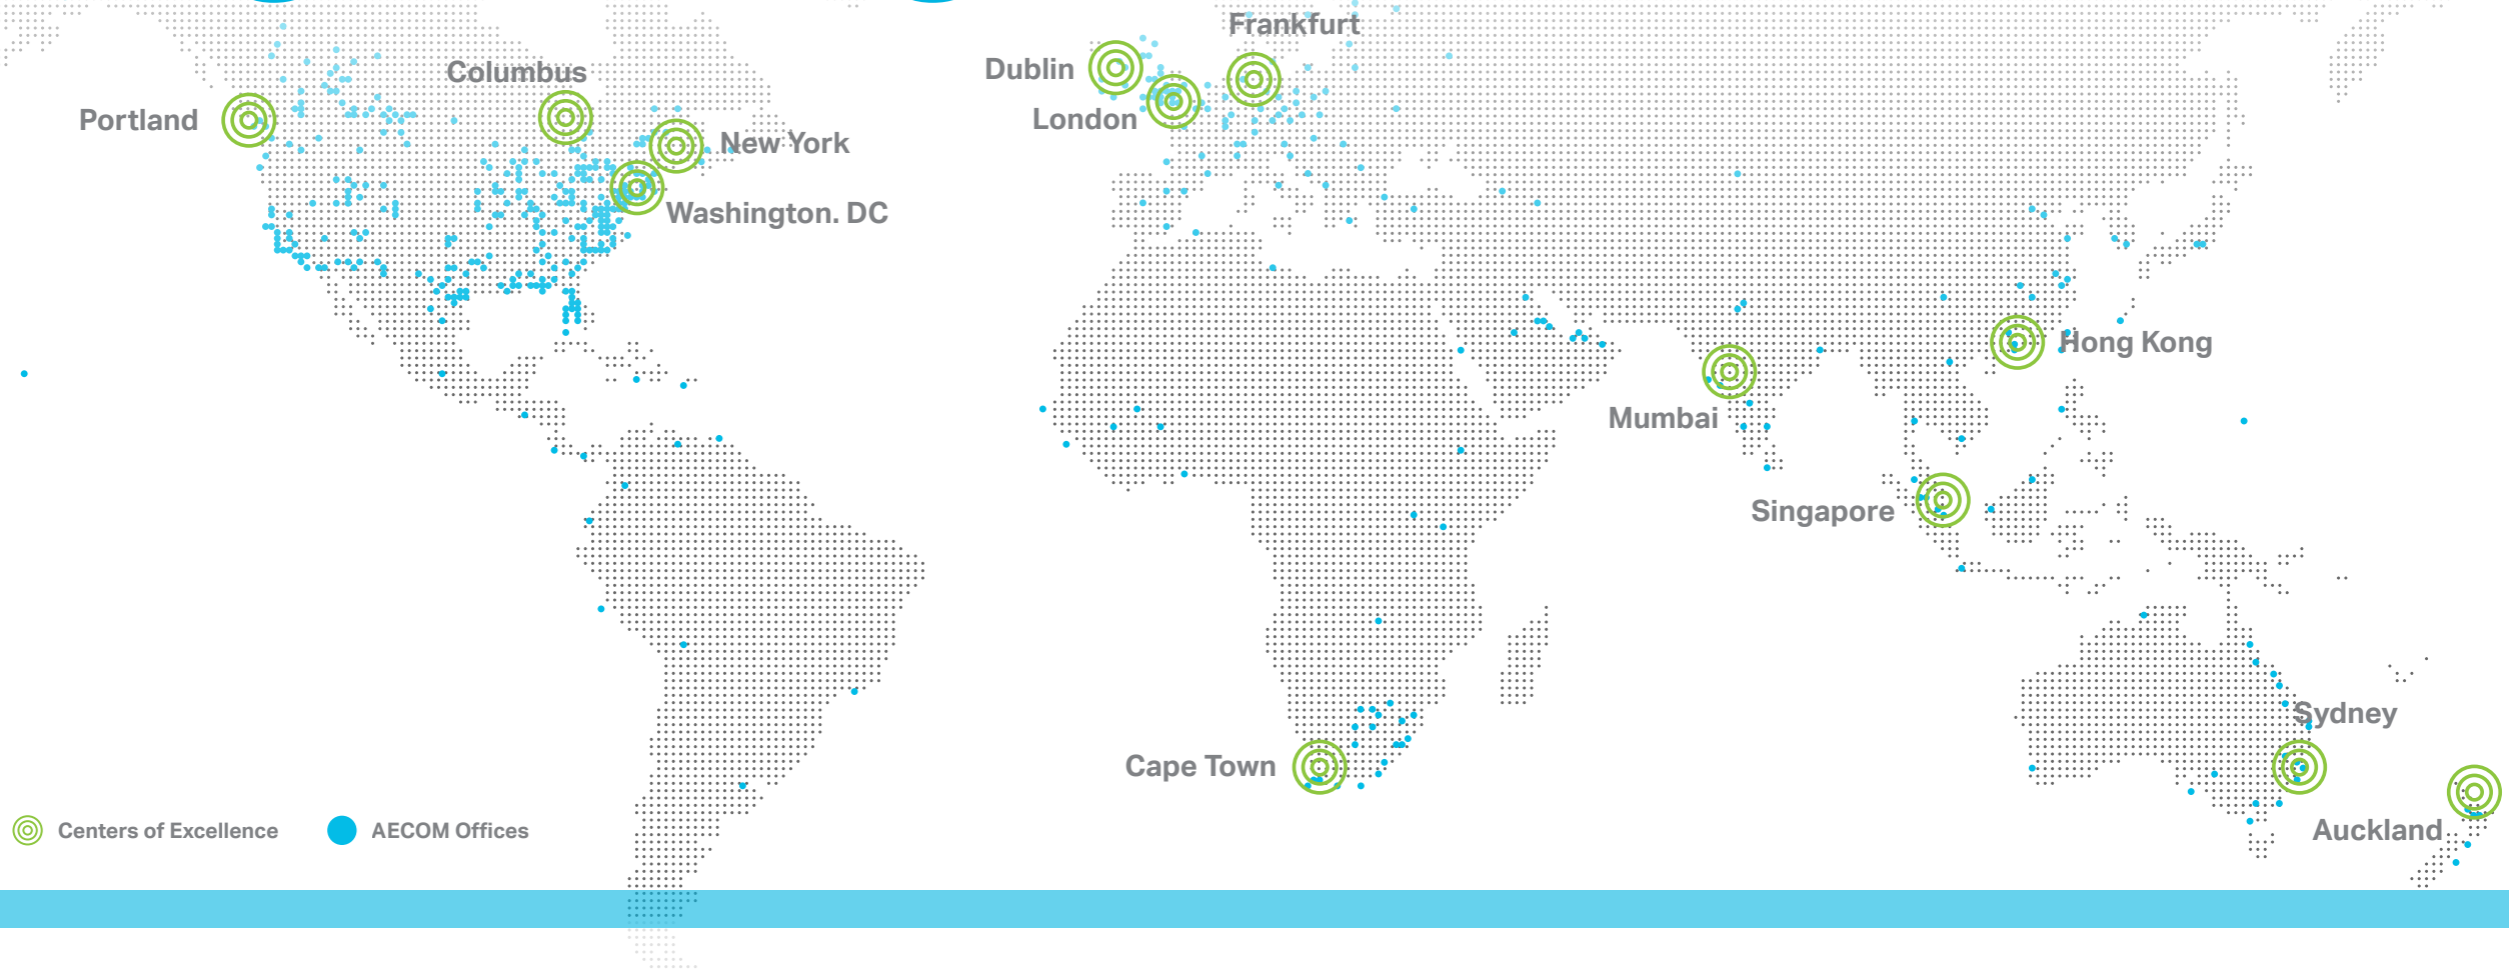 Frankfurt
Dublin
Columbus
London
Portland
New York
Washington. DC
Hong Kong
Mumbai
Singapore
Sydney
Cape Town
Auckland
Centers of Excellence
AECOM Offices